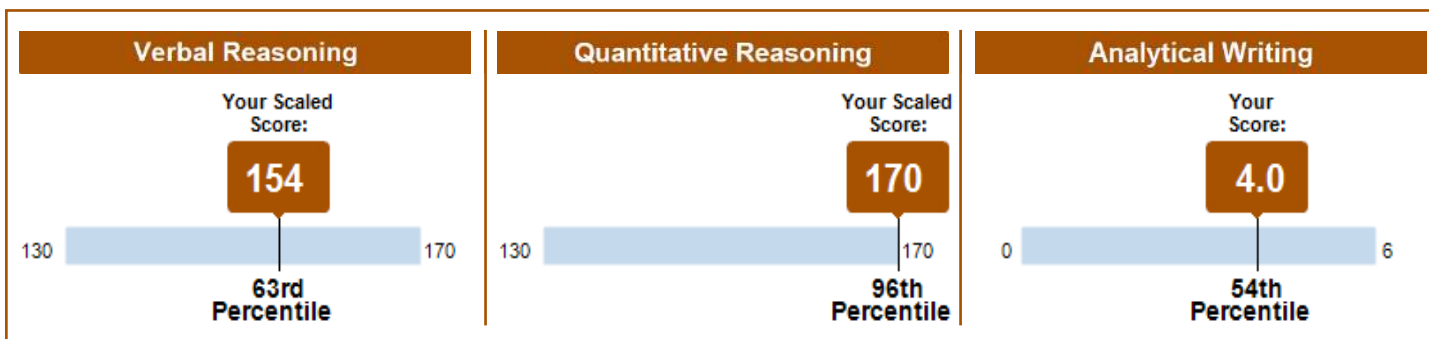 Verbal Reasoning
Your Scaled
Score:
154
130
170
63rd
Percentile
Quantitative Reasoning
Your Scaled
Score:
170
130
170
96th
Percentile
Analytical Writing
Your
Score:
4.0
0
6
54th
Percentile